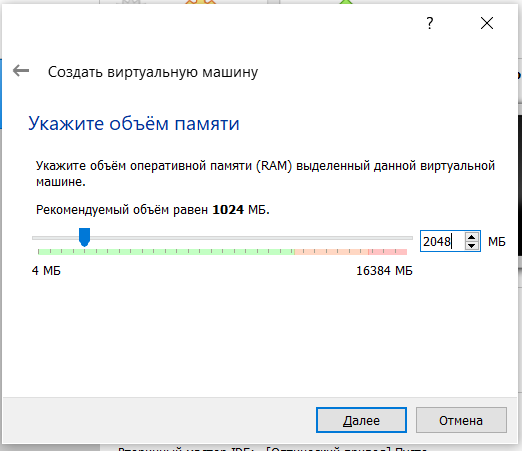 ?
Создать виртуальную машину
Укажите объём памяти
Укажите объём оперативной памяти (RAM) выделенный данной виртуальной
машине.
Рекомендуемый объём равен 1024 МБ.
2048 МБ
4 МБ 16384 МБ
Далее Отмена